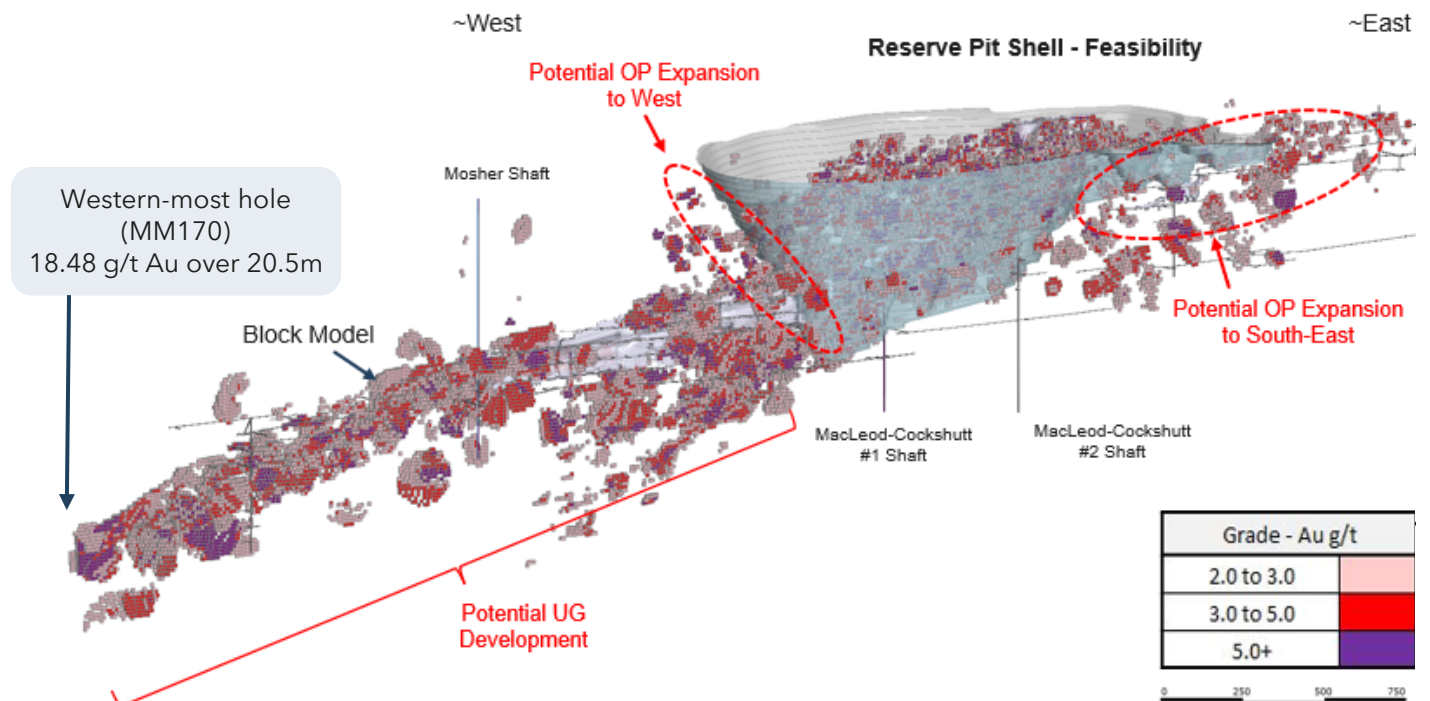 ~West
~East
Reserve Pit Shell - Feasibility
Potential OP Expansion
to West
Mosher Shaft
Western-most hole
(MM170)
18.48 g/t Au over 20.5m
Block Model
Potential OP Expansion
to South-East
MacLeod-Cockshutt
#1 Shaft
MacLeod-Cockshutt
#2 Shaft
Potential UG
Development
Grade - Au g/t
2.0 to 3.0
3.0 to 5.0
5.0+
0 250 500 750